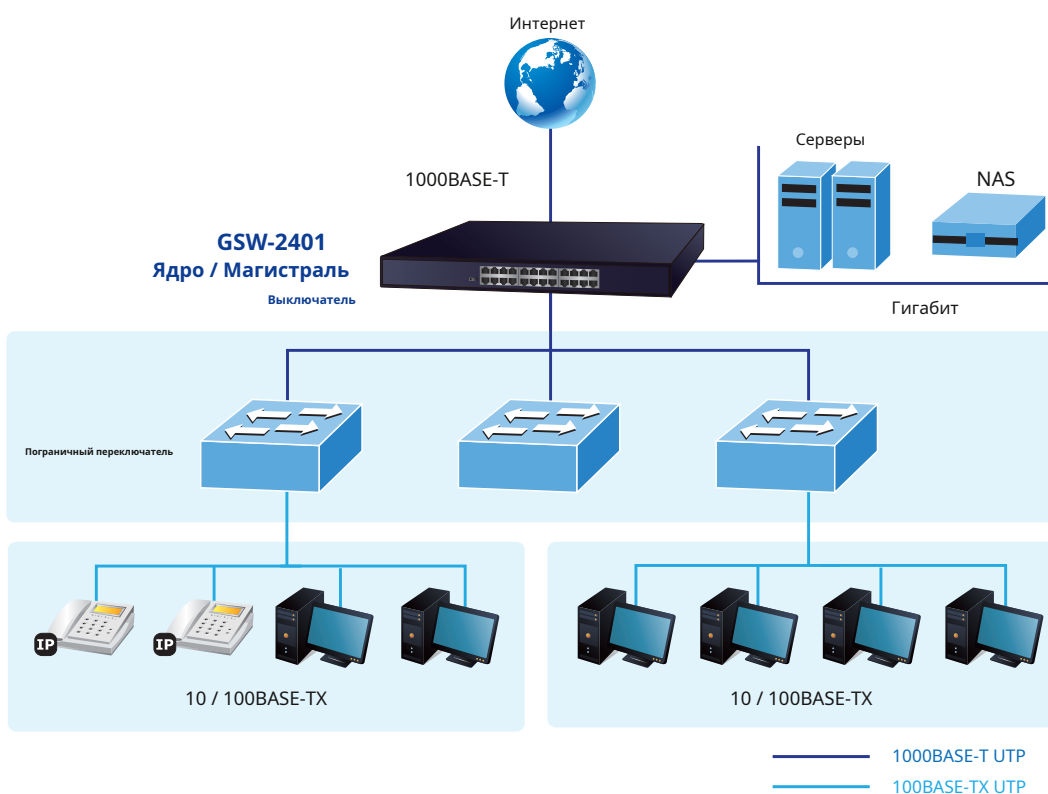 Интернет
Серверы
1000BASE-T
NAS
GSW-2401
Ядро / Магистраль
Выключатель
Гигабит
Пограничный переключатель
IP
IP
10 / 100BASE-TX
10 / 100BASE-TX
1000BASE-T UTP
100BASE-TX UTP